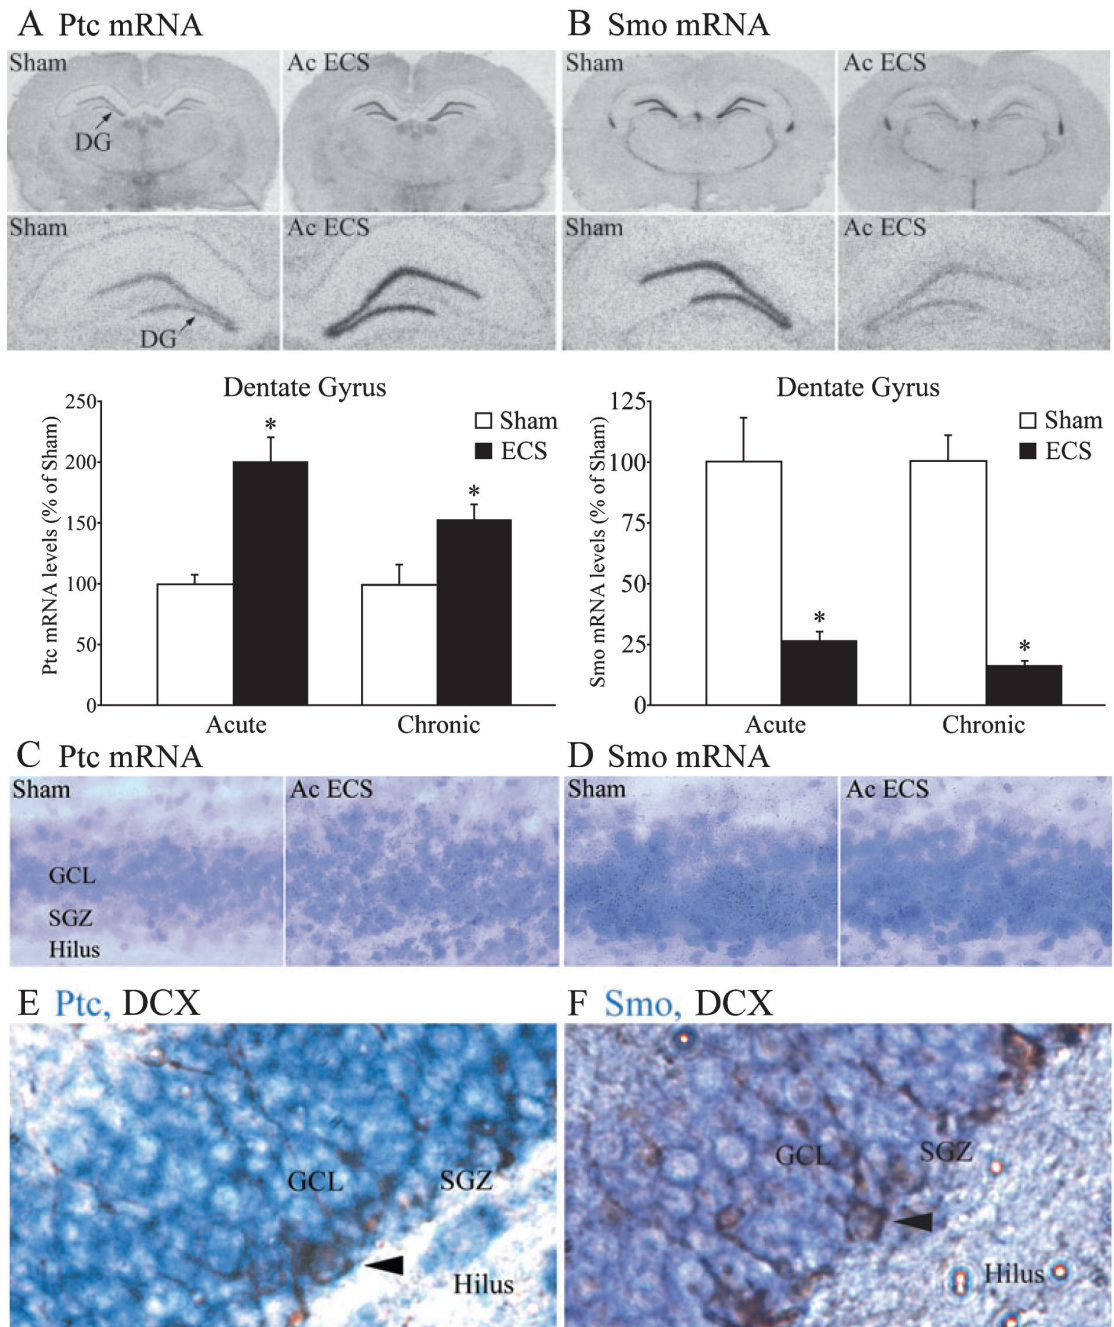 A Ptc mRNA
B Smo mRNA
Sham
Ac ECS
Sham
Ac ECS
DG
Sham
Ac ECS
Sham
Ac ECS
DG
Dentate Gyrus
Ptc mRNA levels (% of Sham)
250
200
150
100
50
0
*
*
Sham
ECS
Acute
Chronic
Dentate Gyrus
Smo mRNA levels (% of Sham)
125
100
75
50
25
0
*
*
Sham
ECS
Acute
Chronic
C Ptc mRNA
D Smo mRNA
Sham
Ac ECS
Sham
Ac ECS
GCL
SGZ
Hilus
E Ptc, DCX
F Smo, DCX
GCL
SGZ
Hilus
GCL
SGZ
Hilus